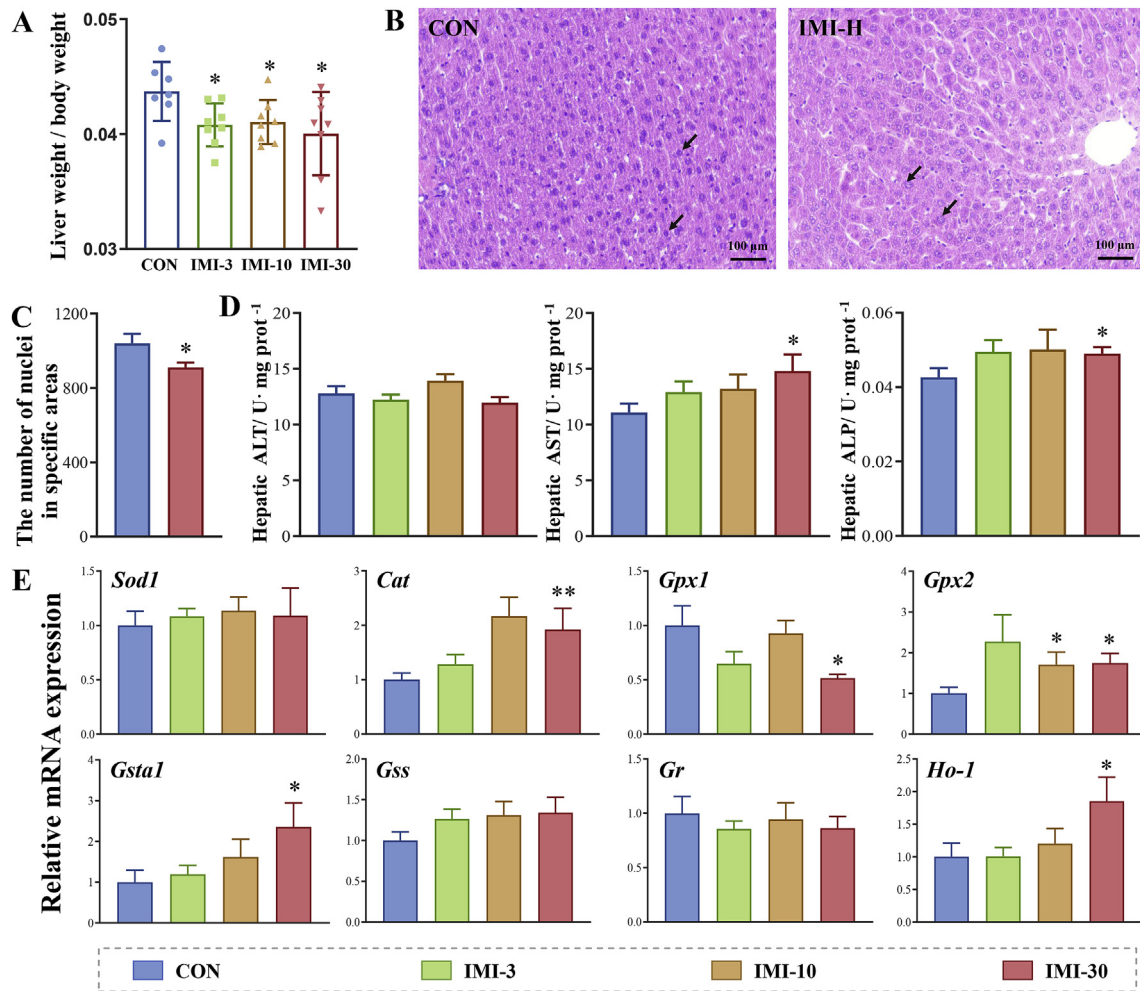 A
Liver weight / body weight
0.05
0.04
0.03
*
*
*
CON IMI-3 IMI-10 IMI-30
B
CON
100 μm
IMI-H
100 μm
C
The number of nuclei
in specific areas
1200
800
400
0
*
D
Hepatic ALT/ U· mg prot -1
20
15
10
5
0
Hepatic AST/ U· mg prot -1
20
15
10
5
0
*
Hepatic ALP/ U· mg prot -1
0.06
0.04
0.02
0.00
*
E
Relative mRNA expression
Sod1
1.5
1.0
0.5
0.0
Cat
3
2
1
0
**
Gpx1
1.5
1.0
0.5
0.0
*
Gpx2
4
3
2
1
0
*
*
Gsta1
4
3
2
1
0
*
Gss
2.0
1.5
1.0
0.5
0.0
Gr
1.5
1.0
0.5
0.0
Ho-1
2.5
2.0
1.5
1.0
0.5
0.0
*
CON IMI-3 IMI-10 IMI-30